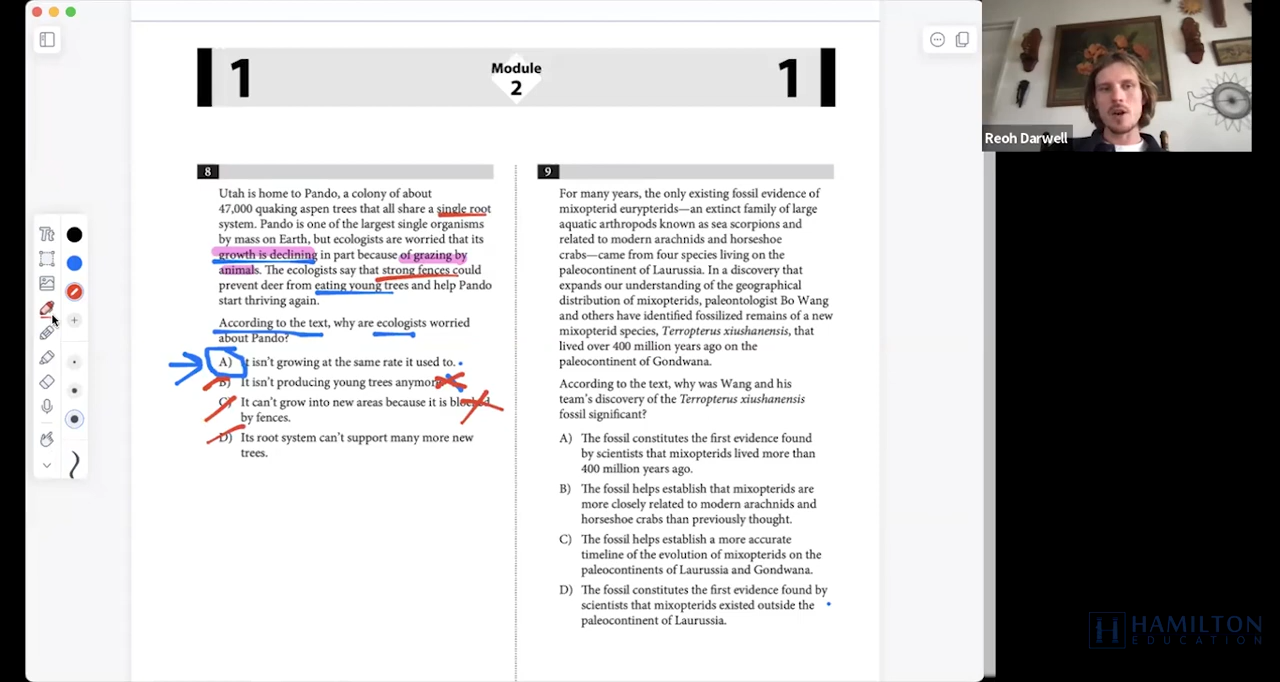 1
Module
2
1
Reoh Darwell
8
Utah is home to Pando, a colony of about
47,000 quaking aspen trees that all share a single root
system. Pando is one of the largest single organisms
by mass on Earth, but ecologists are worried that its
growth is declining in part because of grazing by
animals. The ecologists say that strong fences could
prevent deer from eating young trees and help Pando
start thriving again.
According to the text, why are ecologists worried
about Pando?
A) It isn't growing at the same rate it used to.
B) It isn't producing young trees anymore.
C) It can't grow into new areas because it is blocked
by fences.
D) Its root system can't support many more new
trees.
9
For many years, the only existing fossil evidence of
mixopterid eurypterids—an extinct family of large
aquatic arthropods known as sea scorpions and
related to modern arachnids and horseshoe
crabs—came from four species living on the
paleocontinent of Laurussia. In a discovery that
expands our understanding of the geographical
distribution of mixopterids, paleontologist Bo Wang
and others have identified fossilized remains of a new
mixopterid species, Terropterus xiushanensis, that
lived over 400 million years ago on the
paleocontinent of Gondwana.
According to the text, why was Wang and his
team's discovery of the Terropterus xiushanensis
fossil significant?
A) The fossil constitutes the first evidence found
by scientists that mixopterids lived more than
400 million years ago.
B) The fossil helps establish that mixopterids are
more closely related to modern arachnids and
horseshoe crabs than previously thought.
C) The fossil helps establish a more accurate
timeline of the evolution of mixopterids on the
paleocontinents of Laurussia and Gondwana.
D) The fossil constitutes the first evidence found by
scientists that mixopterids existed outside the
paleocontinent of Laurussia.
HAMILTON
EDUCATION